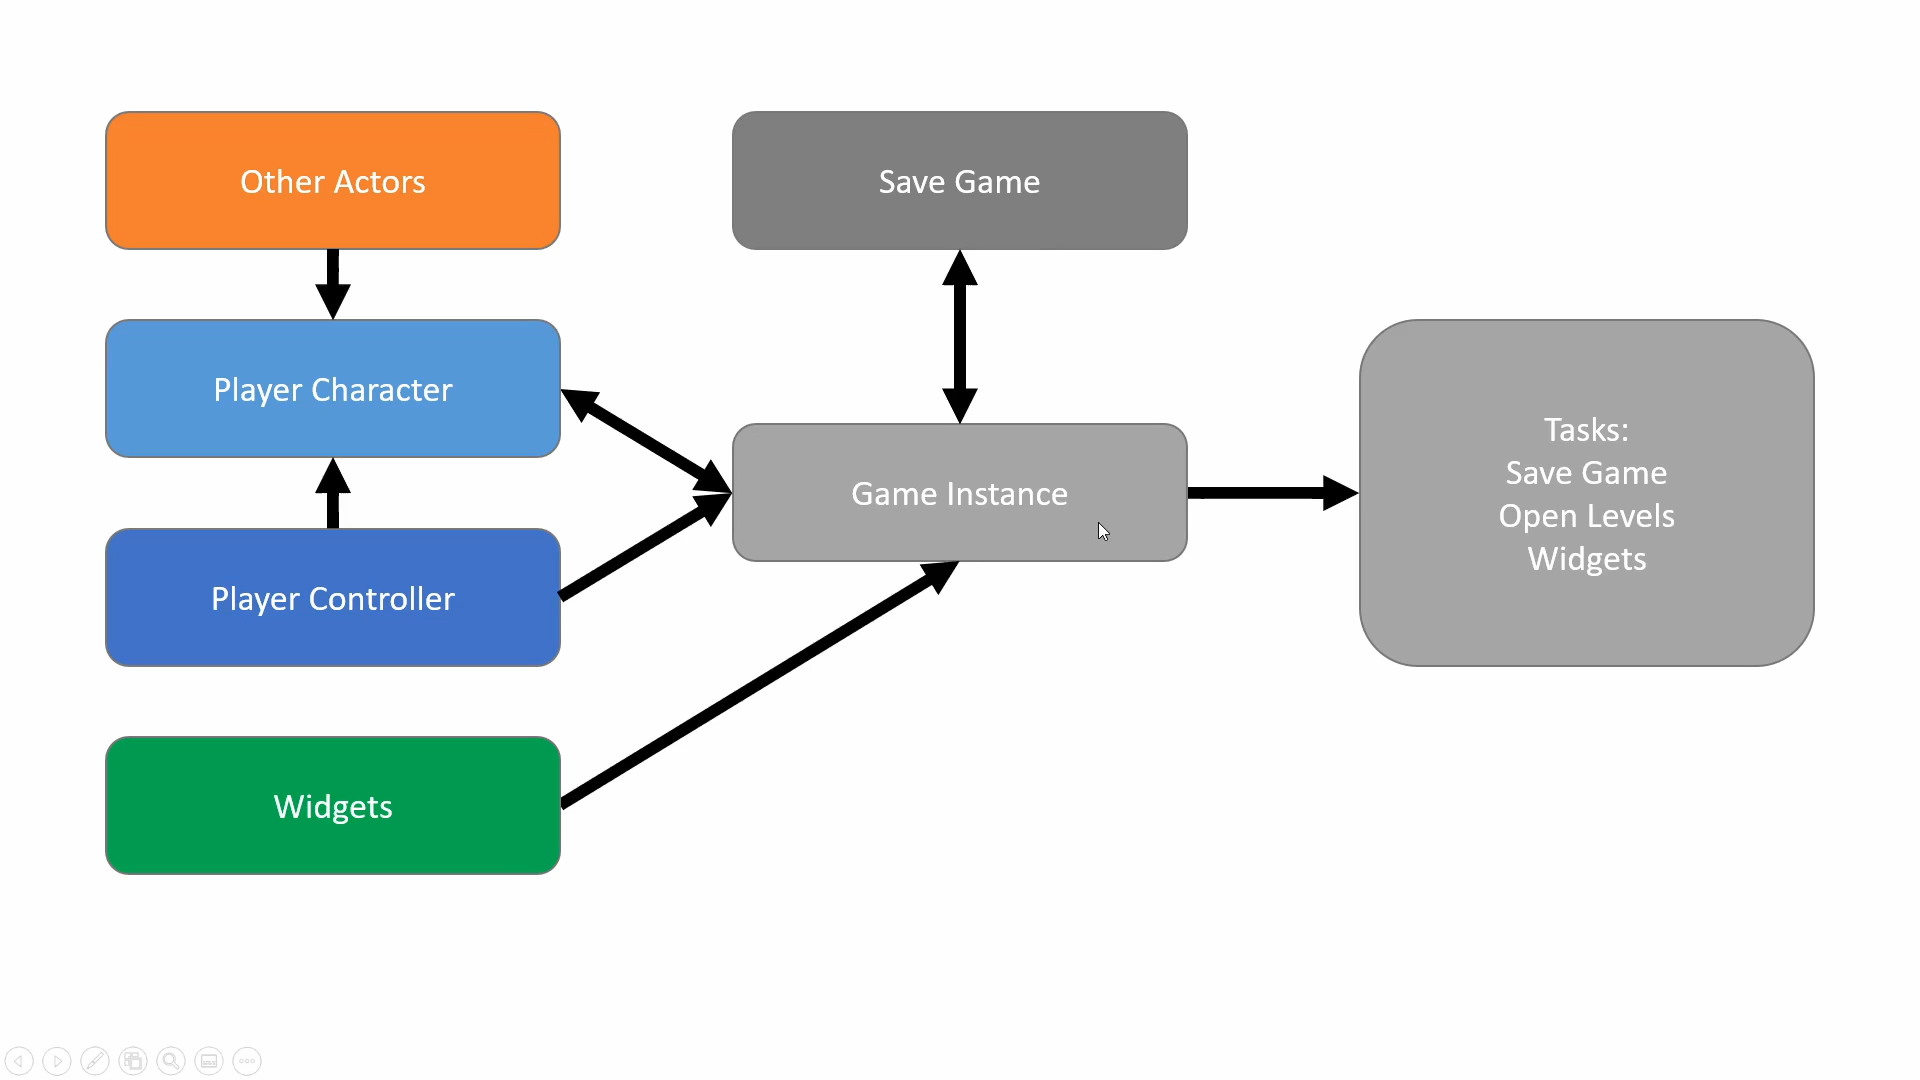 Other Actors
Save Game
Player Character
Game Instance
Player Controller
Widgets
Tasks:
Save Game
Open Levels
Widgets